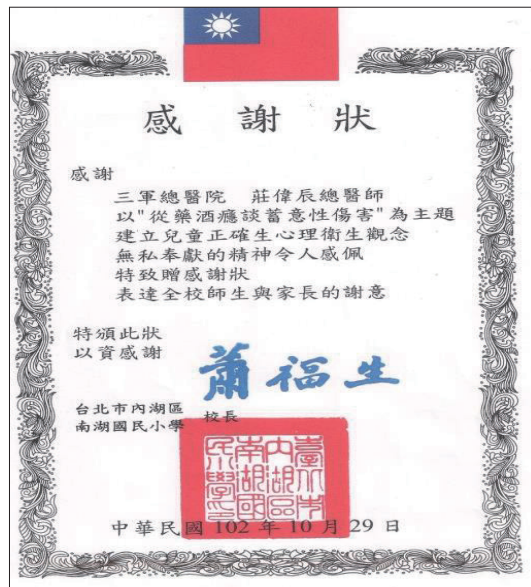 感謝狀
感謝
三軍總醫院 莊偉辰總醫師
以"從藥酒癮談蓄意性傷害"為主題
建立兒童正確生心理衛生觀念
無私奉獻的精神令人感佩
特致贈感謝狀
表達全校師生與家長的謝意
特頒此狀
以資感謝
蕭福生
台北市內湖區
南湖國民小學 校長
臺北市
內湖區
南湖國
民小學
中華民國 102 年 10 月 29 日